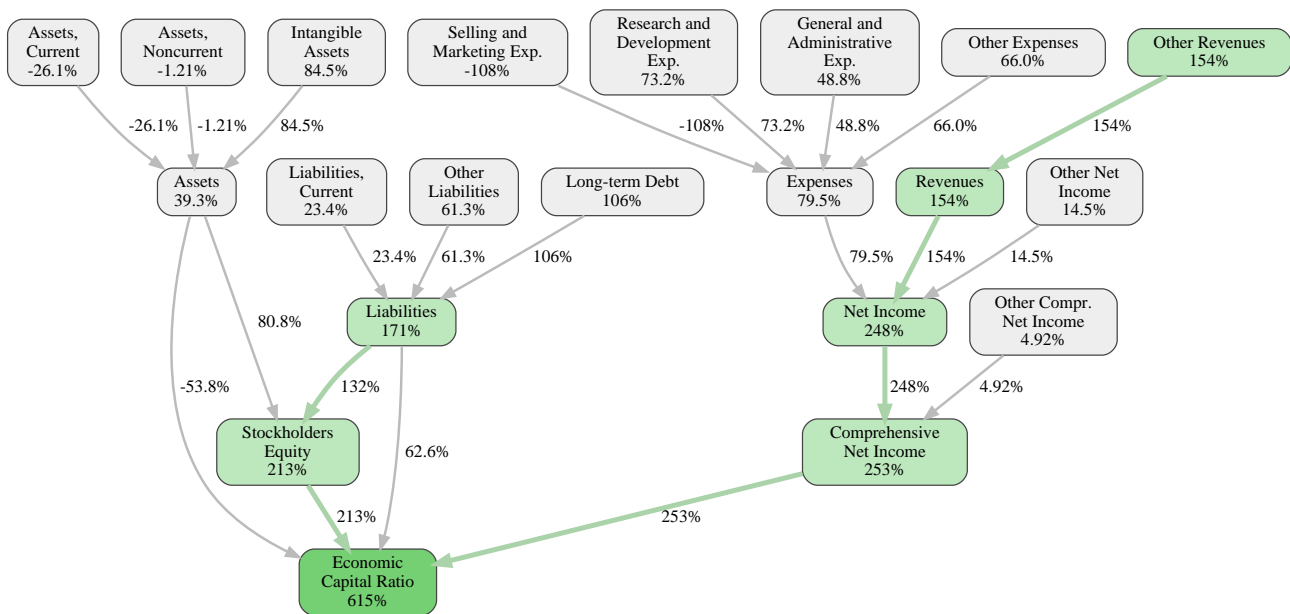 Assets,
Current
-26.1%
Assets,
Noncurrent
-1.21%
Intangible
Assets
84.5%
Selling and
Marketing Exp.
-108%
Research and
Development
Exp.
73.2%
General and
Administrative
Exp.
48.8%
Other Expenses
66.0%
Other Revenues
154%
-26.1%
-1.21%
84.5%
-108%
73.2%
48.8%
66.0%
154%
Assets
39.3%
Liabilities,
Current
23.4%
Other
Liabilities
61.3%
Long-term Debt
106%
Expenses
79.5%
Revenues
154%
Other Net
Income
14.5%
23.4%
61.3%
106%
79.5%
154%
14.5%
80.8%
Liabilities
171%
Net Income
248%
Other Compr.
Net Income
4.92%
-53.8%
132%
248%
4.92%
Stockholders
Equity
213%
62.6%
Comprehensive
Net Income
253%
213%
253%
Economic
Capital Ratio
615%